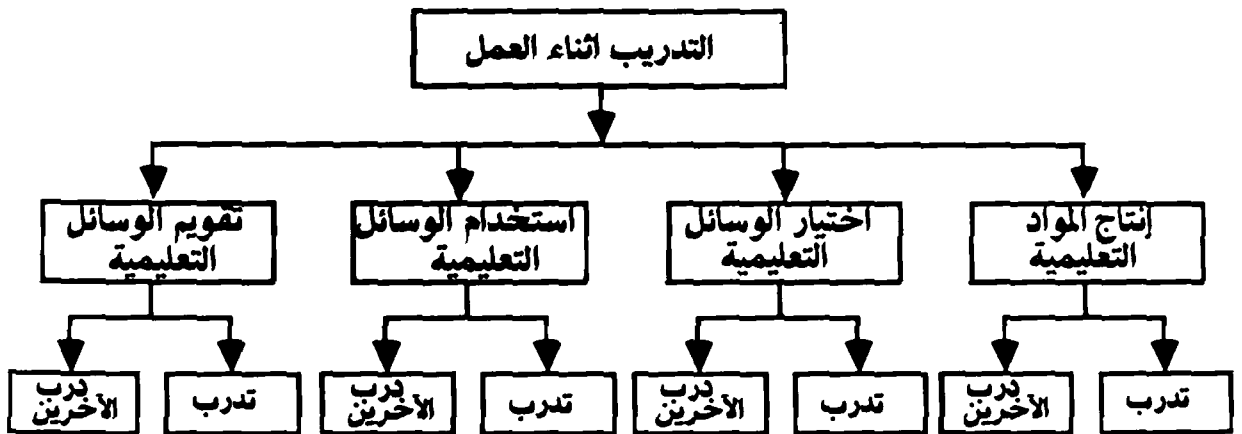 التدريب اثناء العمل
إنتاج المواد
التعليمية
اختيار الوسائل
التعليمية
استخدام الوسائل
التعليمية
تقويم الوسائل
التعليمية
تدرب
درب
الآخرين
تدرب
درب
الآخرين
تدرب
درب
الآخرين
تدرب
درب
الآخرين